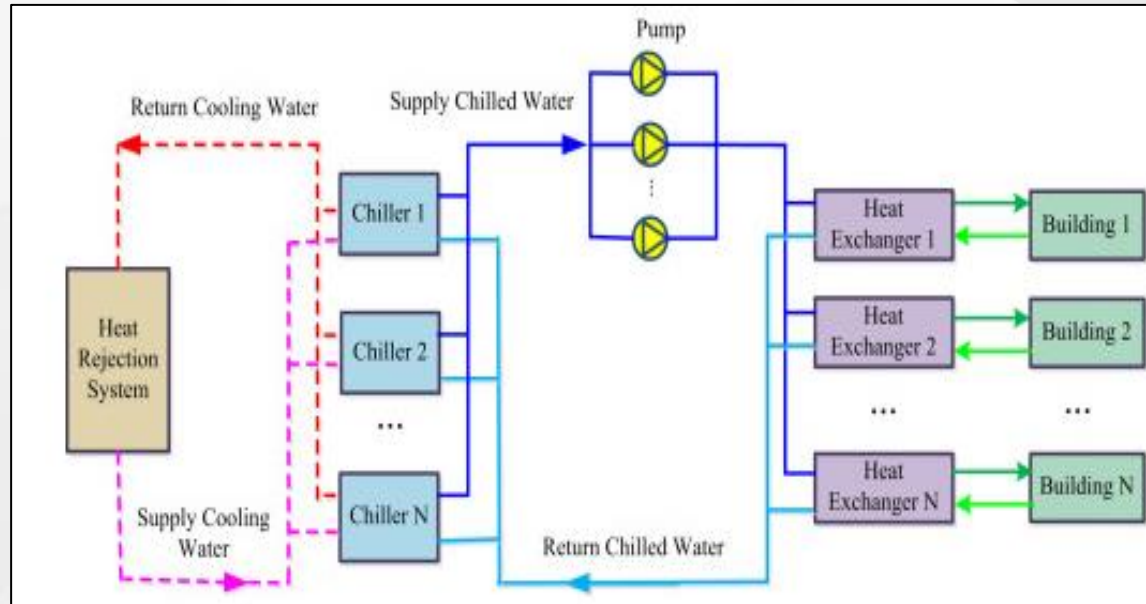 Pump
Return Cooling Water
Supply Chilled Water
Chiller 1
Heat
Exchanger 1
Building 1
Heat
Rejection
System
Chiller 2
Heat
Exchanger 2
Building 2
...
...
...
Chiller N
Heat
Exchanger N
Building N
Supply Cooling
Water
Return Chilled Water